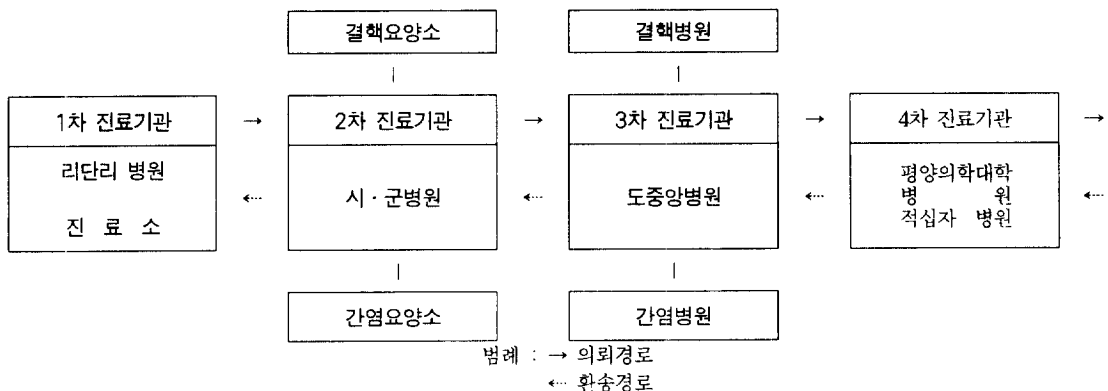 결핵요양소
결핵병원
1차 진료기관 → 2차 진료기관 → 3차 진료기관 → 4차 진료기관 →
리단리 병원
진 료 소
시·군병원
도중앙병원
평양의학대학
병 원
적십자 병원
간염요양소
간염병원
범례 : → 의뢰경로
⇠ 환송경로